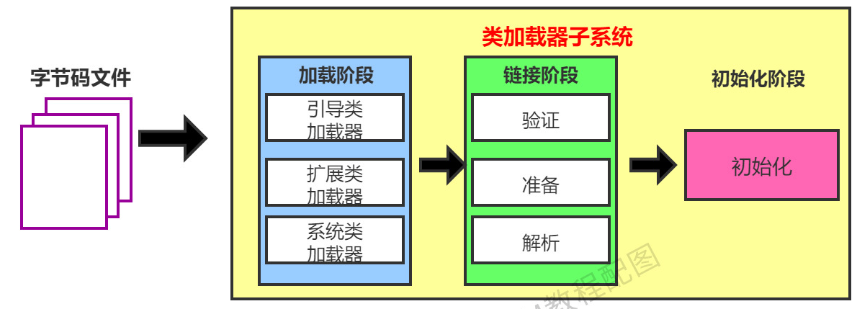 类加载器子系统
字节码文件
加载阶段
引导类
加载器
扩展类
加载器
系统类
加载器
链接阶段
验证
准备
解析
初始化阶段
初始化
教程配图